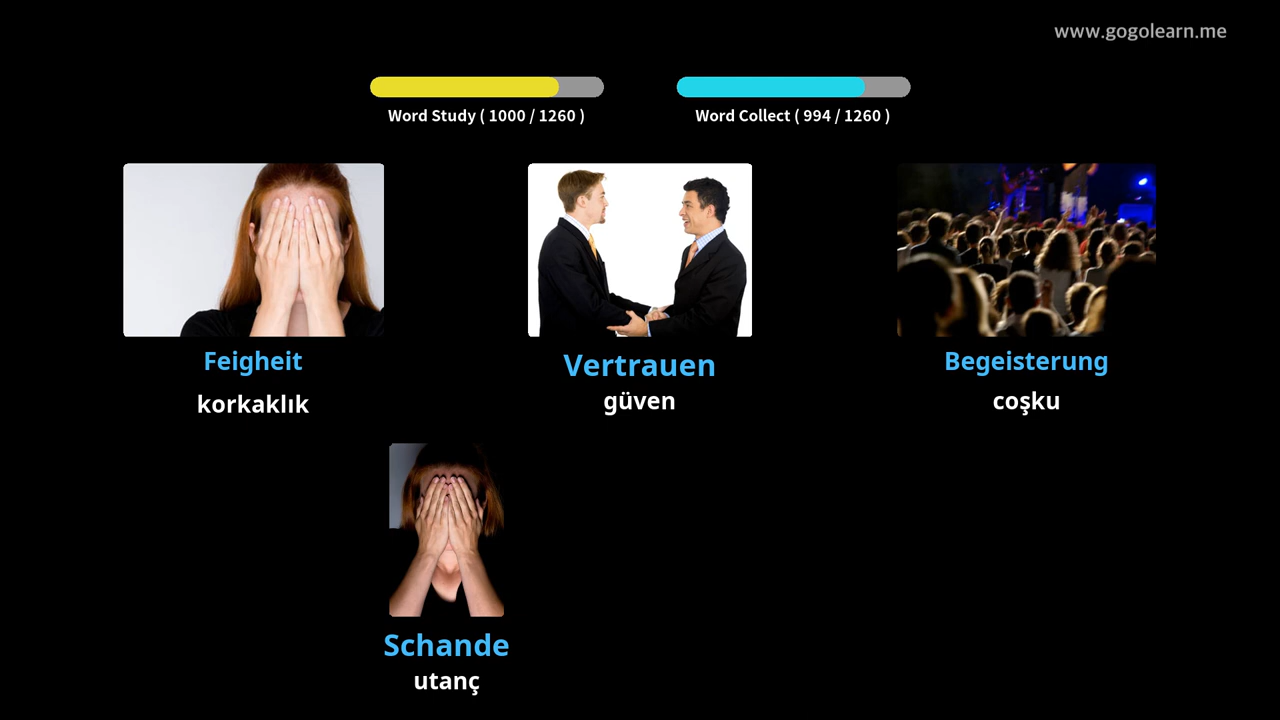 www.gogolearn.me
Word Study ( 1000 / 1260 )
Word Collect ( 994 / 1260 )
Feigheit
korkaklık
Vertrauen
güven
Begeisterung
coşku
Schande
utanç